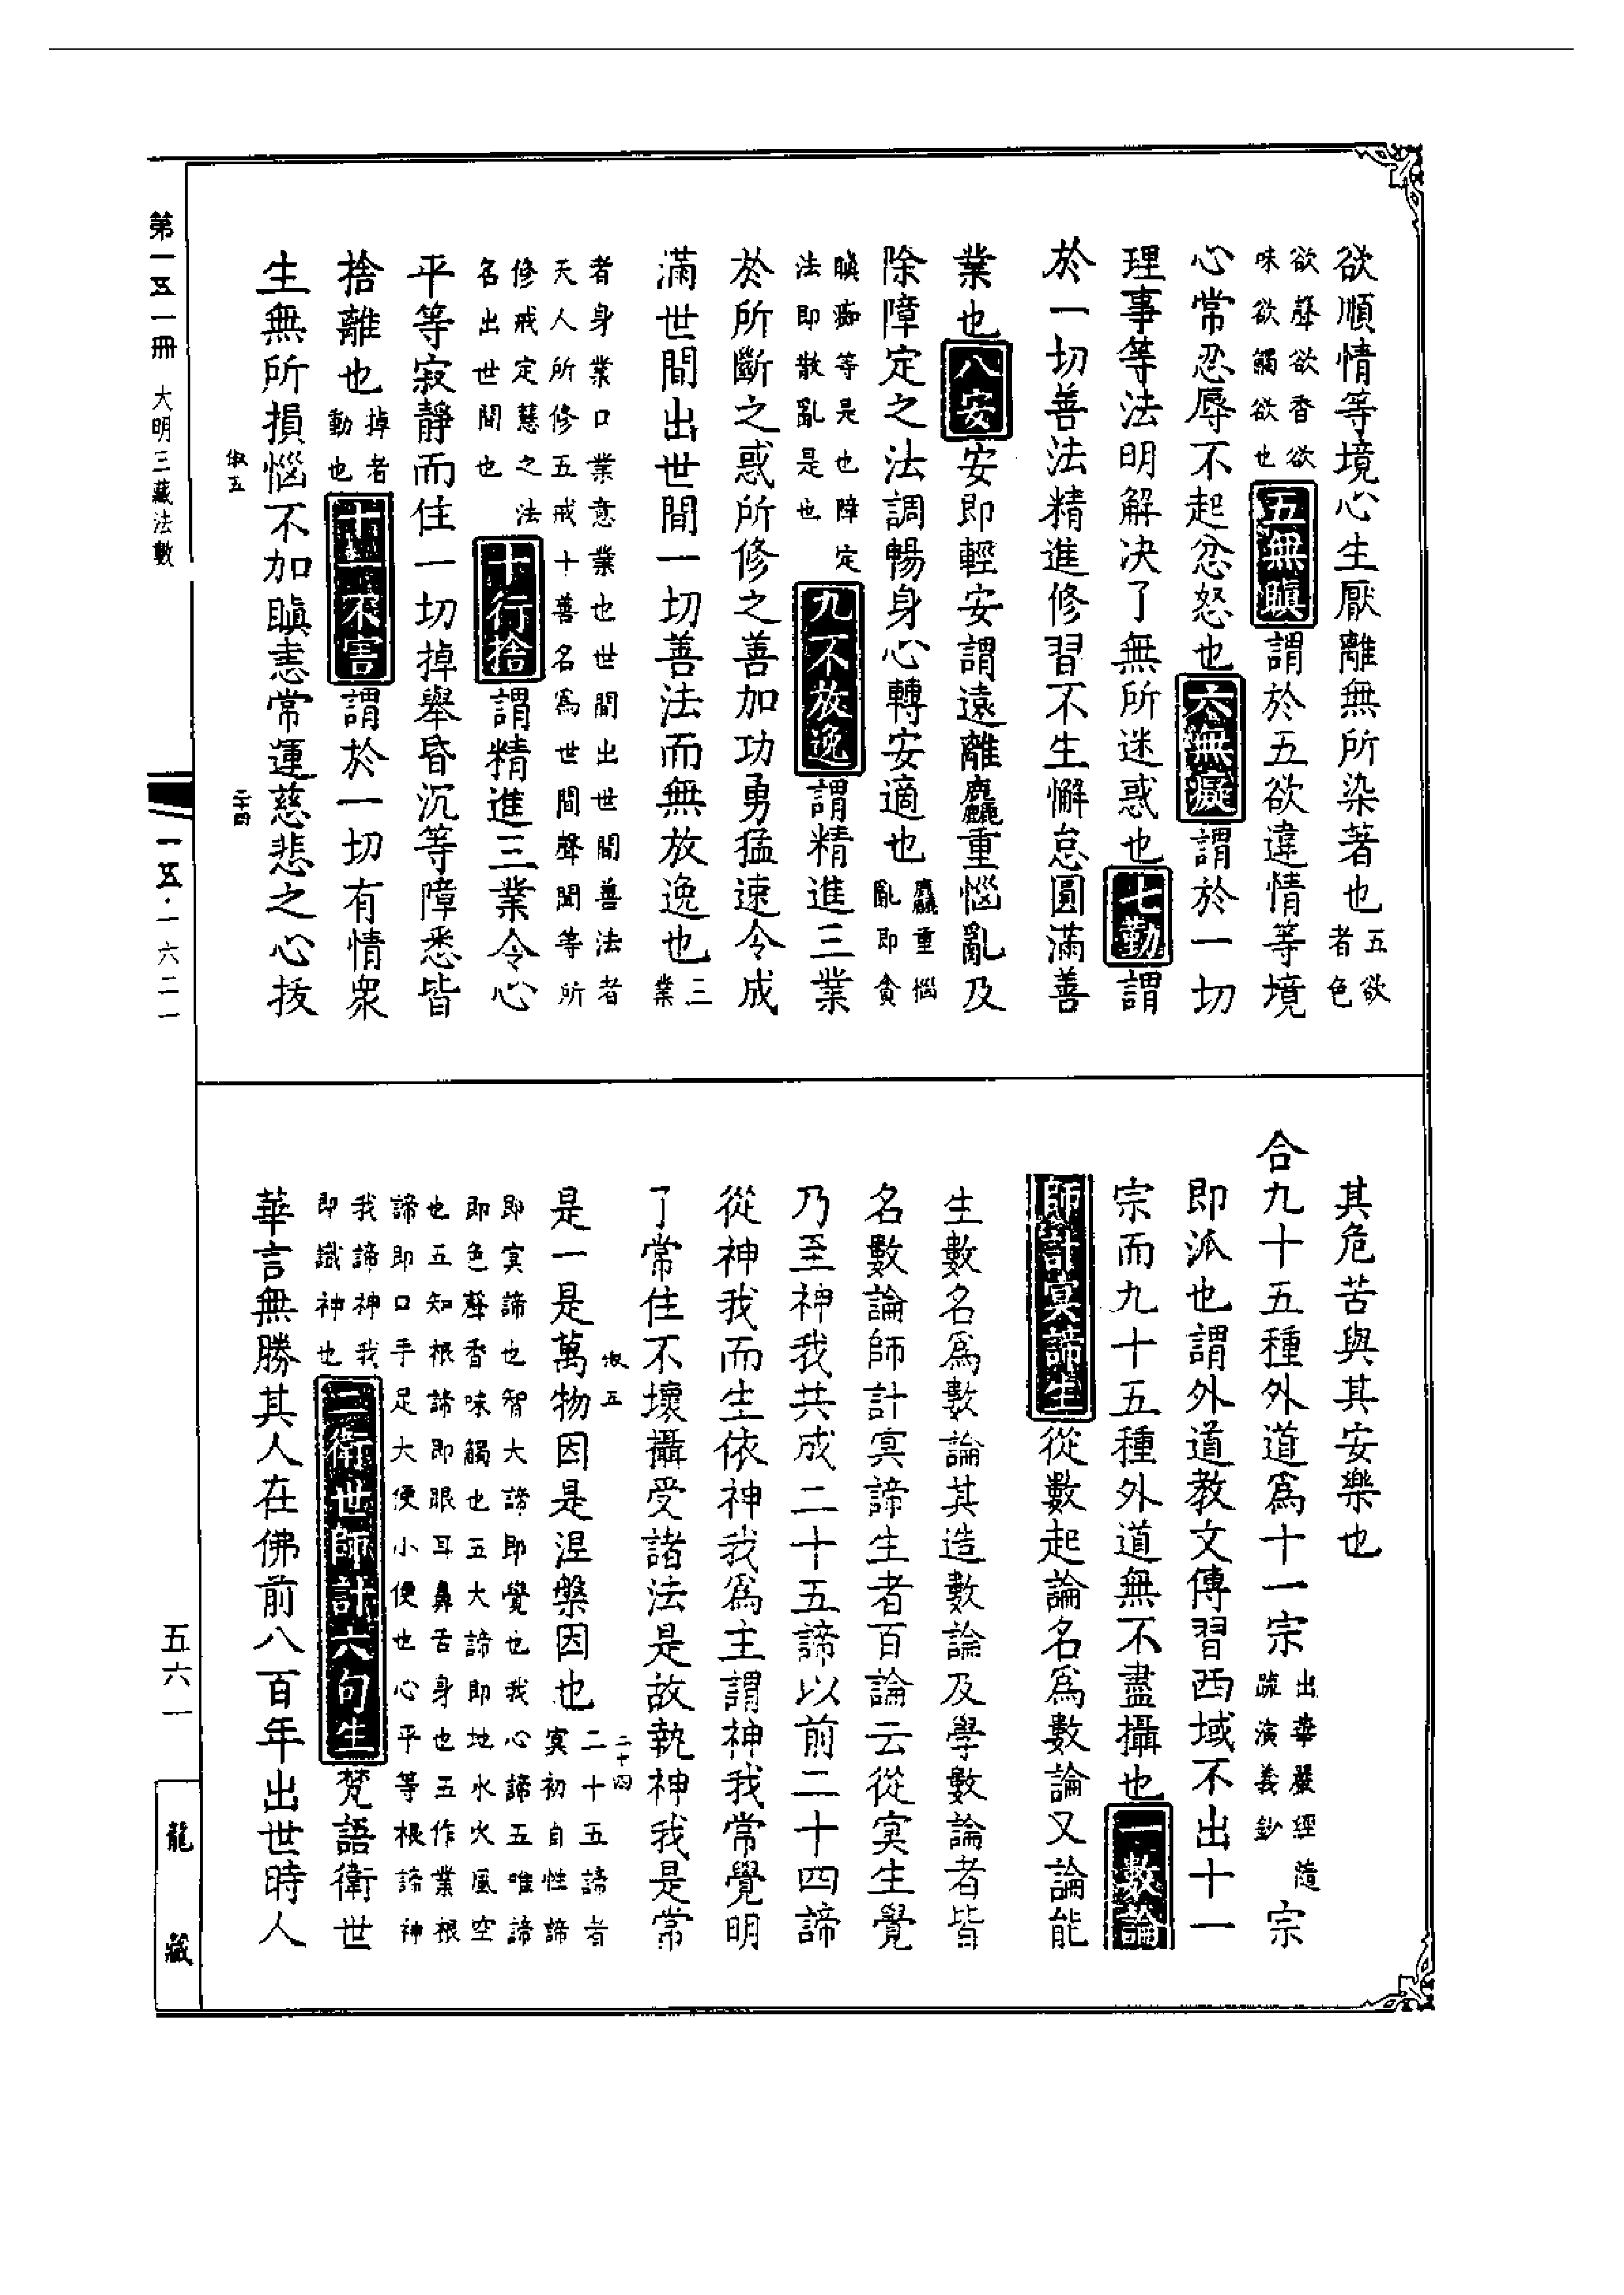 欲順情等境心生厭離無所染著也五欲者色
欲聲欲香欲味欲觸欲也五無瞋謂於五欲違情等境
心常忍辱不起忿怒也六無癡謂於一切
理事等法明解決了無所迷惑也七勤謂
於一切善法精進修習不生懈怠圓滿善
業也八安安即輕安謂遠離麤重惱亂及
除障定之法調暢身心轉安適也麤重惱亂即貪
瞋癡等是也障定法即散亂是也九不放逸謂精進三業
於所斷之惑所修之善加功勇猛速令成
滿世間出世間一切善法而無放逸也三業
者身業口業意業也世間出世間善法者天人所修五戒十善名為世間聲聞等所
修戒定慧之法名出世間也十行捨謂精進三業令心
平等寂靜而住一切掉舉昏沉等障悉皆
捨離也掉者動也十一不害謂於一切有情衆
生無所損惱不加瞋恚常運慈悲之心拔
俶五
二十四
其危苦與其安樂也
合九十五種外道為十一宗出華嚴經隨疏演義鈔宗
即派也謂外道教文傳習西域不出十一
宗而九十五種外道無不盡攝也一數論
師計冥諦生從數起論名為數論又論能
生數名為數論其造數論及學數論者皆
名數論師計冥諦生者百論云從冥生覺
乃至神我共成二十五諦以前二十四諦
從神我而生依神我為主謂神我常覺明
了常住不壞攝受諸法是故執神我是常
俶五
二十四
是一是萬物因是涅槃因也二十五諦者冥初自性諦
即冥諦也智大諦即覺也我心諦五唯諦即色聲香味觸也五大諦即地水火風空
也五知根諦即眼耳鼻舌身也五作業根諦即口手足大便小便也心平等根諦神
我諦神我即識神也二衛世師計六句生梵語衛世
華言無勝其人在佛前八百年出世時人
第一五一冊 大明三藏法數
一五·一六二一
五六一
龍藏